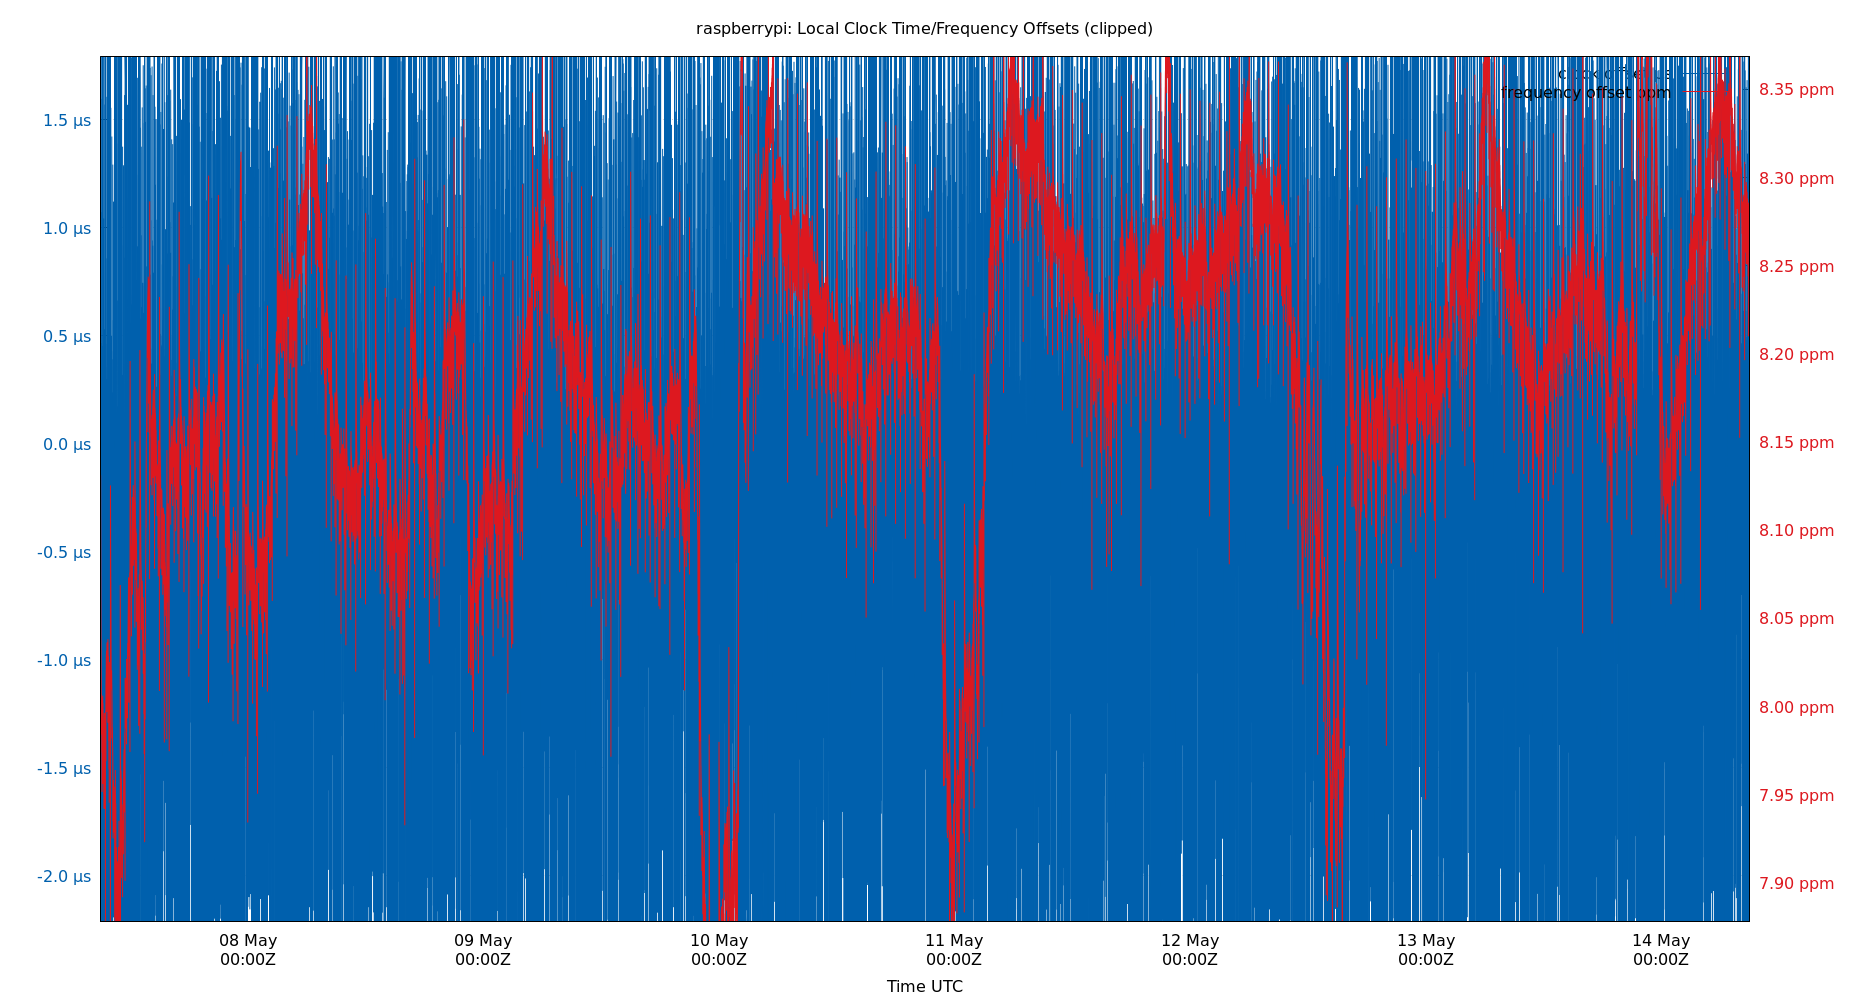 raspberrypi: Local Clock Time/Frequency Offsets (clipped)
clock offset μs
frequency offset ppm
1.5 μs
1.0 μs
0.5 μs
0.0 μs
-0.5 μs
-1.0 μs
-1.5 μs
-2.0 μs
8.35 ppm
8.30 ppm
8.25 ppm
8.20 ppm
8.15 ppm
8.10 ppm
8.05 ppm
8.00 ppm
7.95 ppm
7.90 ppm
08 May
00:00Z
09 May
00:00Z
10 May
00:00Z
11 May
00:00Z
12 May
00:00Z
13 May
00:00Z
14 May
00:00Z
Time UTC